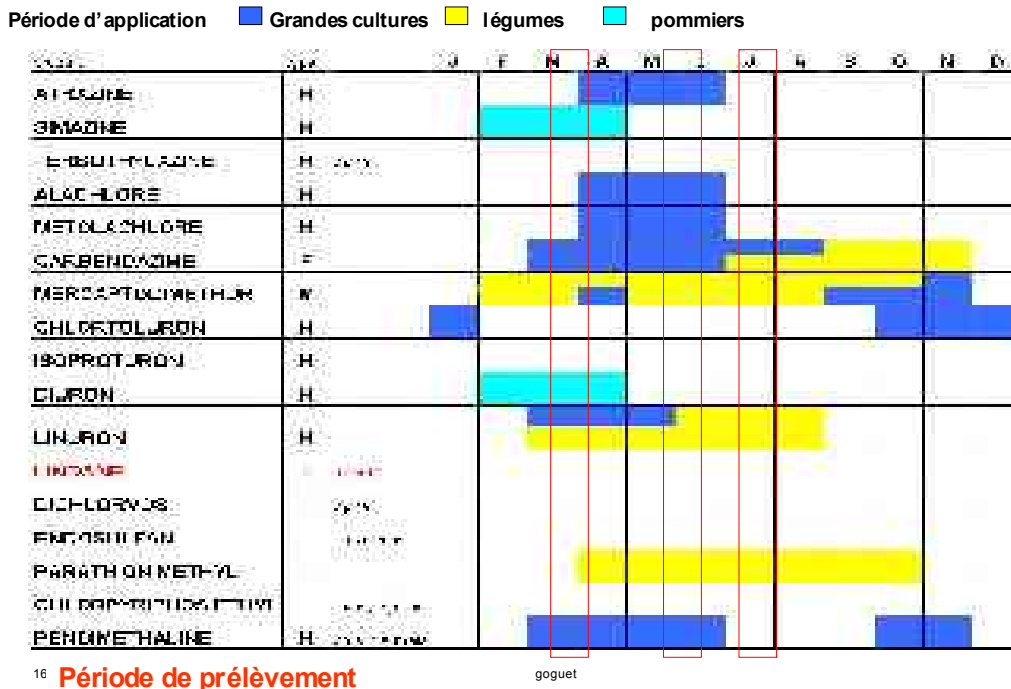 Période d'application Grandes cultures légumes pommiers
J F M A M J J A S O N D
ATRAZINE H
SIMAZINE H
H
ALACHLORE H
METOLACHLORE H
CARBENDAZIME F
MERCAPTODIMETHUR
CHLORTOLURON H
ISOPROTURON H
DIURON H
LINURON H
LINDANE
DICHLORVOS
ENDOSULFAN
PARATHION METHYL
PENDIMETHALINE H
16 Période de prélèvement goguet